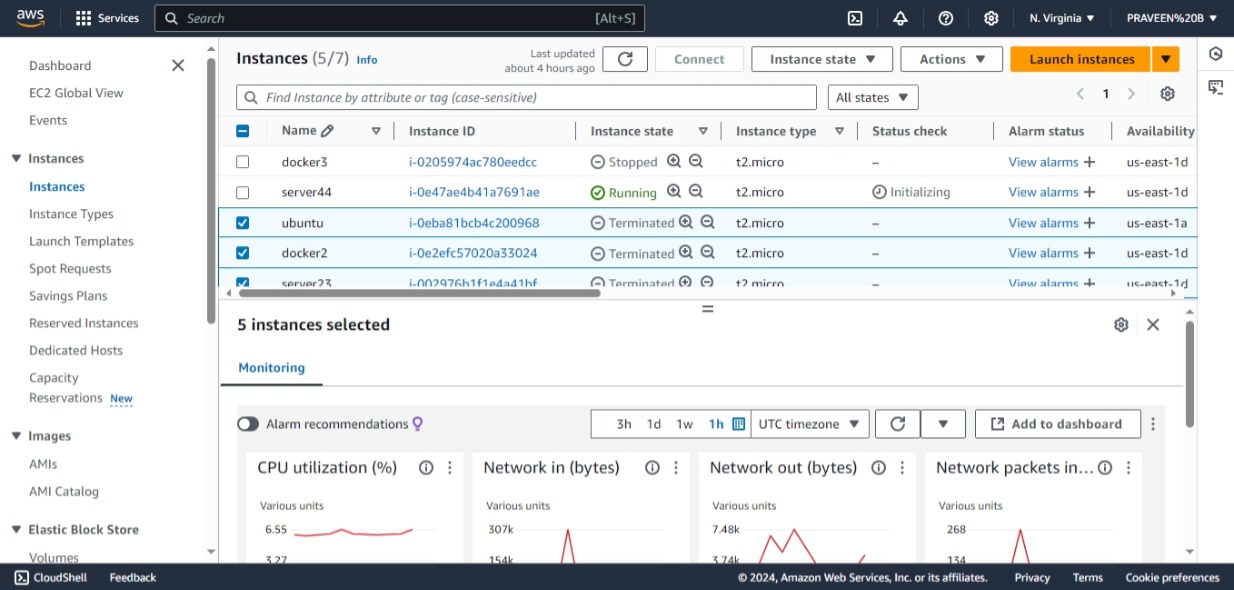 aws Services Search [Alt+S] N. Virginia PRAVEEN%20B
Dashboard
EC2 Global View
Events
Instances
Instances
Instance Types
Launch Templates
Spot Requests
Savings Plans
Reserved Instances
Dedicated Hosts
Capacity
Reservations New
Images
AMIs
AMI Catalog
Elastic Block Store
Volumes
Instances (5/7) Info
Last updated
about 4 hours ago
Connect Instance state Actions Launch instances
Find Instance by attribute or tag (case-sensitive) All states 1
Name Instance ID Instance state Instance type Status check Alarm status Availability
docker3 i-0205974ac780eedcc Stopped t2.micro – View alarms + us-east-1d
server44 i-0e47ae4b41a7691ae Running t2.micro Initializing View alarms + us-east-1d
ubuntu i-0eba81bcb4c200968 Terminated t2.micro – View alarms + us-east-1a
docker2 i-0e2efc57020a33024 Terminated t2.micro – View alarms + us-east-1d
server23 i-002976b1f1e4a41bf Terminated t2.micro – View alarms + us-east-1d
5 instances selected
Monitoring
Alarm recommendations 3h 1d 1w 1h UTC timezone Add to dashboard
CPU utilization (%)
Various units
6.55
3.27
Network in (bytes)
Various units
307k
154k
Network out (bytes)
Various units
7.48k
3.74k
Network packets in...
Various units
268
134
CloudShell Feedback © 2024, Amazon Web Services, Inc. or its affiliates. Privacy Terms Cookie preferences